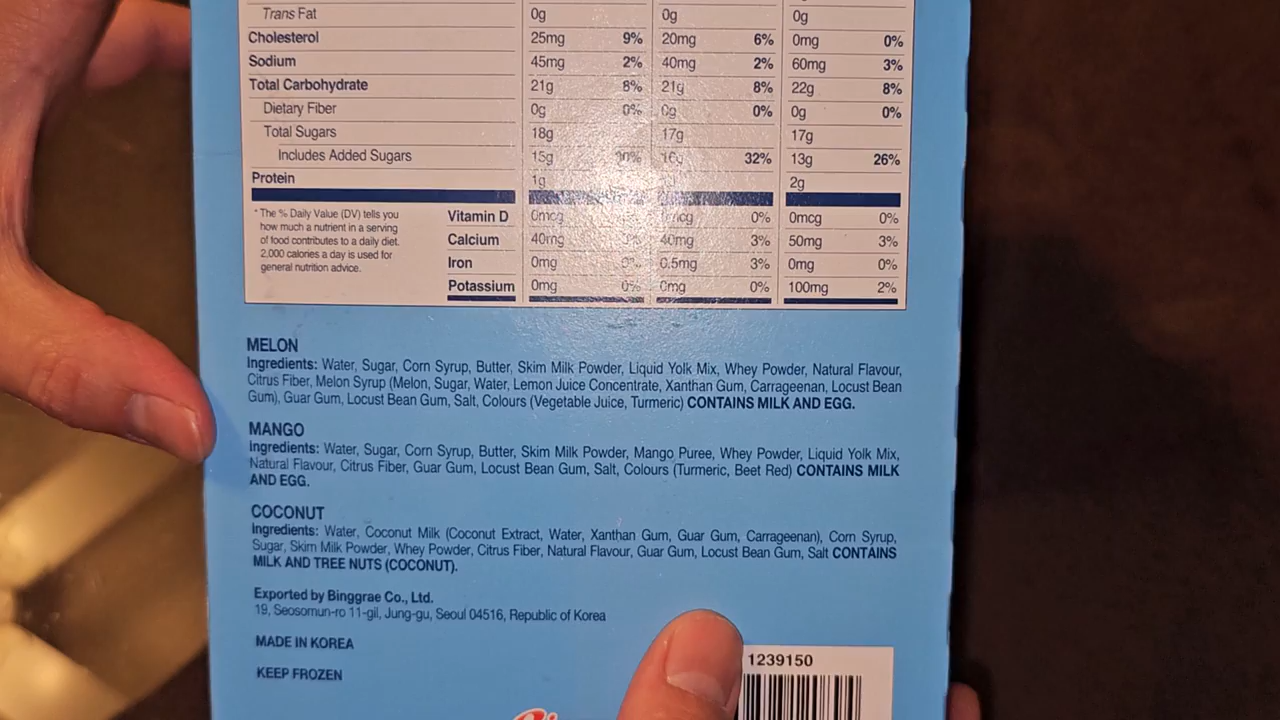 Trans Fat 0g 0g 0g
Cholesterol 25mg 9% 20mg 6% 0mg 0%
Sodium 45mg 2% 40mg 2% 60mg 3%
Total Carbohydrate 21g 8% 21g 8% 22g 8%
Dietary Fiber 0g 0% 0g 0% 0g 0%
Total Sugars 18g 17g 17g
Includes Added Sugars 15g 16g 32% 13g 26%
Protein 1g 2g
* The % Daily Value (DV) tells you
how much a nutrient in a serving
of food contributes to a daily diet.
2,000 calories a day is used for
general nutrition advice.
Vitamin D 0mcg 0mcg 0% 0mcg 0%
Calcium 40mg 40mg 3% 50mg 3%
Iron 0mg 0% 0.5mg 3% 0mg 0%
Potassium 0mg 0% 0mg 0% 100mg 2%
MELON
Ingredients: Water, Sugar, Corn Syrup, Butter, Skim Milk Powder, Liquid Yolk Mix, Whey Powder, Natural Flavour,
Citrus Fiber, Melon Syrup (Melon, Sugar, Water, Lemon Juice Concentrate, Xanthan Gum, Carrageenan, Locust Bean
Gum), Guar Gum, Locust Bean Gum, Salt, Colours (Vegetable Juice, Turmeric) CONTAINS MILK AND EGG.
MANGO
Ingredients: Water, Sugar, Corn Syrup, Butter, Skim Milk Powder, Mango Puree, Whey Powder, Liquid Yolk Mix,
Natural Flavour, Citrus Fiber, Guar Gum, Locust Bean Gum, Salt, Colours (Turmeric, Beet Red) CONTAINS MILK
AND EGG.
COCONUT
Ingredients: Water, Coconut Milk (Coconut Extract, Water, Xanthan Gum, Guar Gum, Carrageenan), Corn Syrup,
Sugar, Skim Milk Powder, Whey Powder, Citrus Fiber, Natural Flavour, Guar Gum, Locust Bean Gum, Salt CONTAINS
MILK AND TREE NUTS (COCONUT).
Exported by Binggrae Co., Ltd.
19, Seosomun-ro 11-gil, Jung-gu, Seoul 04516, Republic of Korea
MADE IN KOREA
KEEP FROZEN
1239150